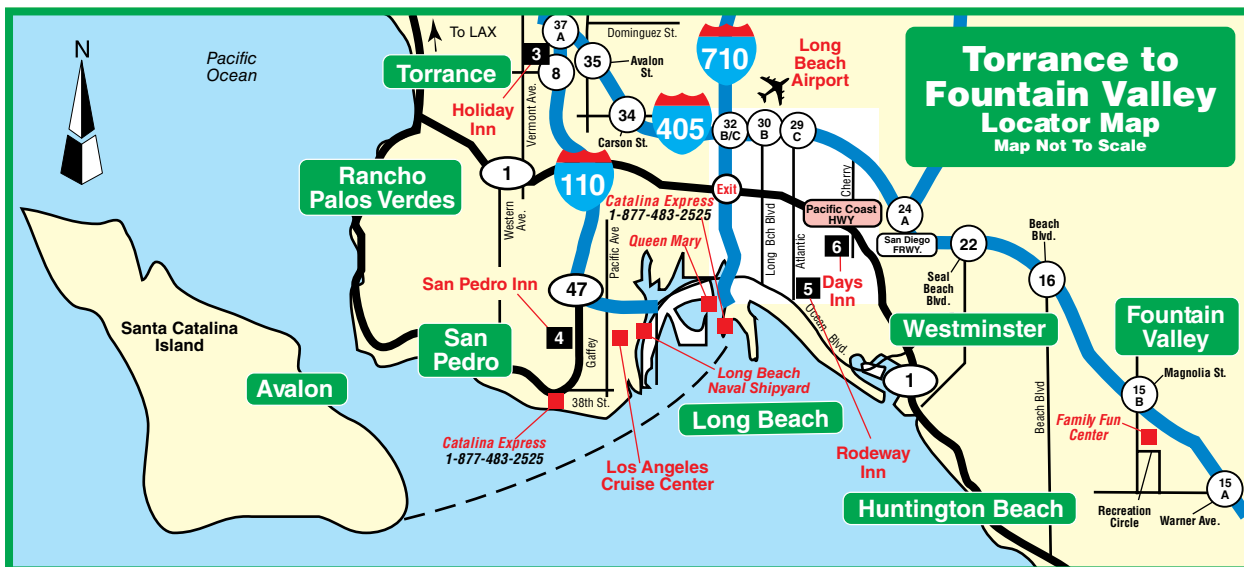 Torrance to
Fountain Valley
Locator Map
Map Not To Scale
N
Pacific
Ocean
To LAX
37
A
Dominguez St.
3
8
35
Avalon
St.
710
Long
Beach
Airport
Torrance
Holiday
Inn
Vermont Ave.
34
Carson St.
405
32
B/C
30
B
29
C
Rancho
Palos Verdes
1
110
Exit
Cherry
Catalina Express
1-877-483-2525
Pacific Coast
HWY
24
A
San Diego
FRWY.
22
Beach
Blvd.
Western
Ave.
Pacific Ave
Queen Mary
Long Bch Blvd
Atlantic
6
Days
Inn
Seal
Beach
Blvd.
16
San Pedro Inn
47
5
Ocean Blvd.
Santa Catalina
Island
San
Pedro
4
Gaffey
Westminster
Fountain
Valley
Avalon
Long Beach
Naval Shipyard
1
Beach Blvd
Magnolia St.
15
B
38th St.
Long Beach
Family Fun
Center
Catalina Express
1-877-483-2525
Los Angeles
Cruise Center
Rodeway
Inn
Huntington Beach
Recreation
Circle
Warner Ave.
15
A